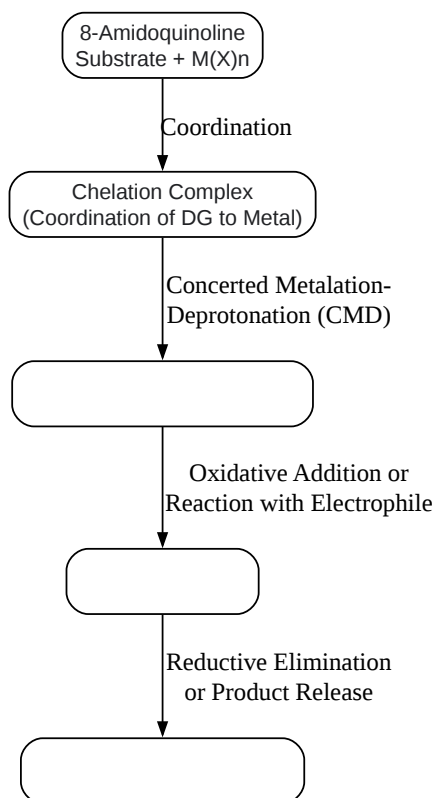 8-Amidoquinoline
Substrate + M(X)n
Coordination
Chelation Complex
(Coordination of DG to Metal)
Concerted Metalation-
Deprotonation (CMD)
Oxidative Addition or
Reaction with Electrophile
Reductive Elimination
or Product Release